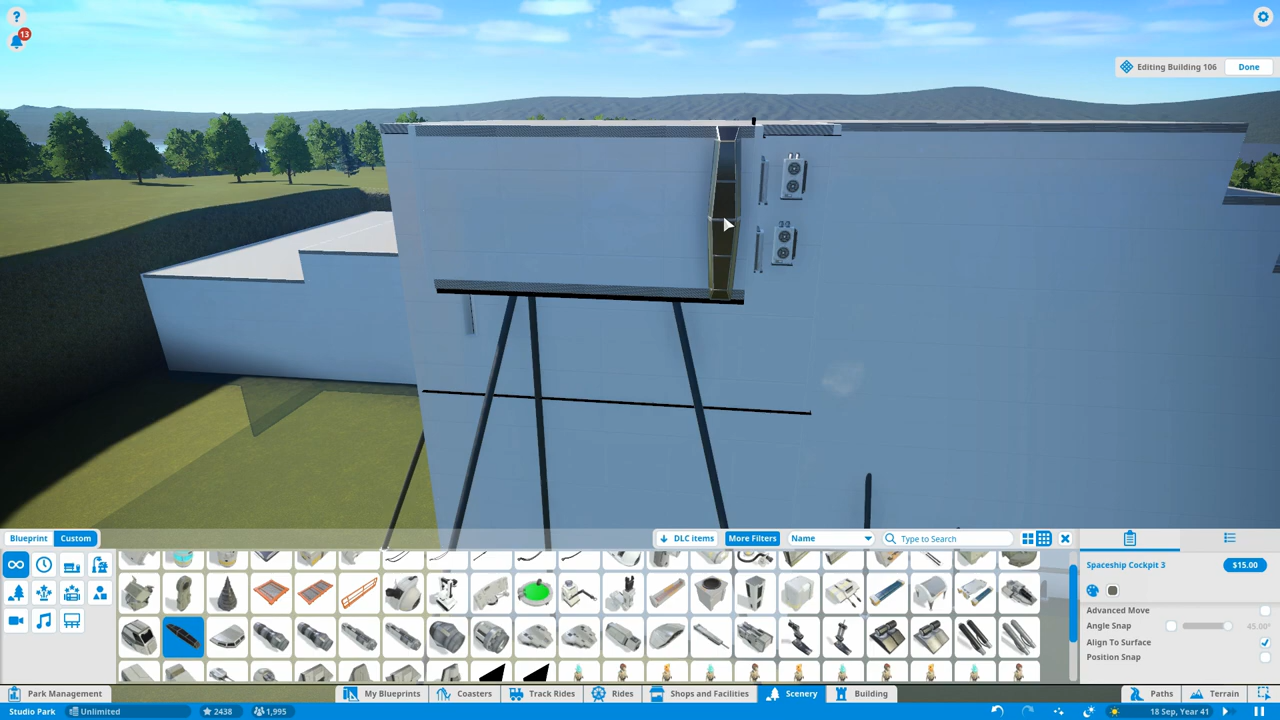 ?
13
Editing Building 106
Done
Blueprint
Custom
DLC items
More Filters
Name
Type to Search
Spaceship Cockpit 3
$15.00
Advanced Move
Angle Snap
45.00°
Align To Surface
Position Snap
Park Management
My Blueprints
Coasters
Track Rides
Rides
Shops and Facilities
Scenery
Building
Paths
Terrain
Studio Park
Unlimited
2438
1,995
18 Sep, Year 41